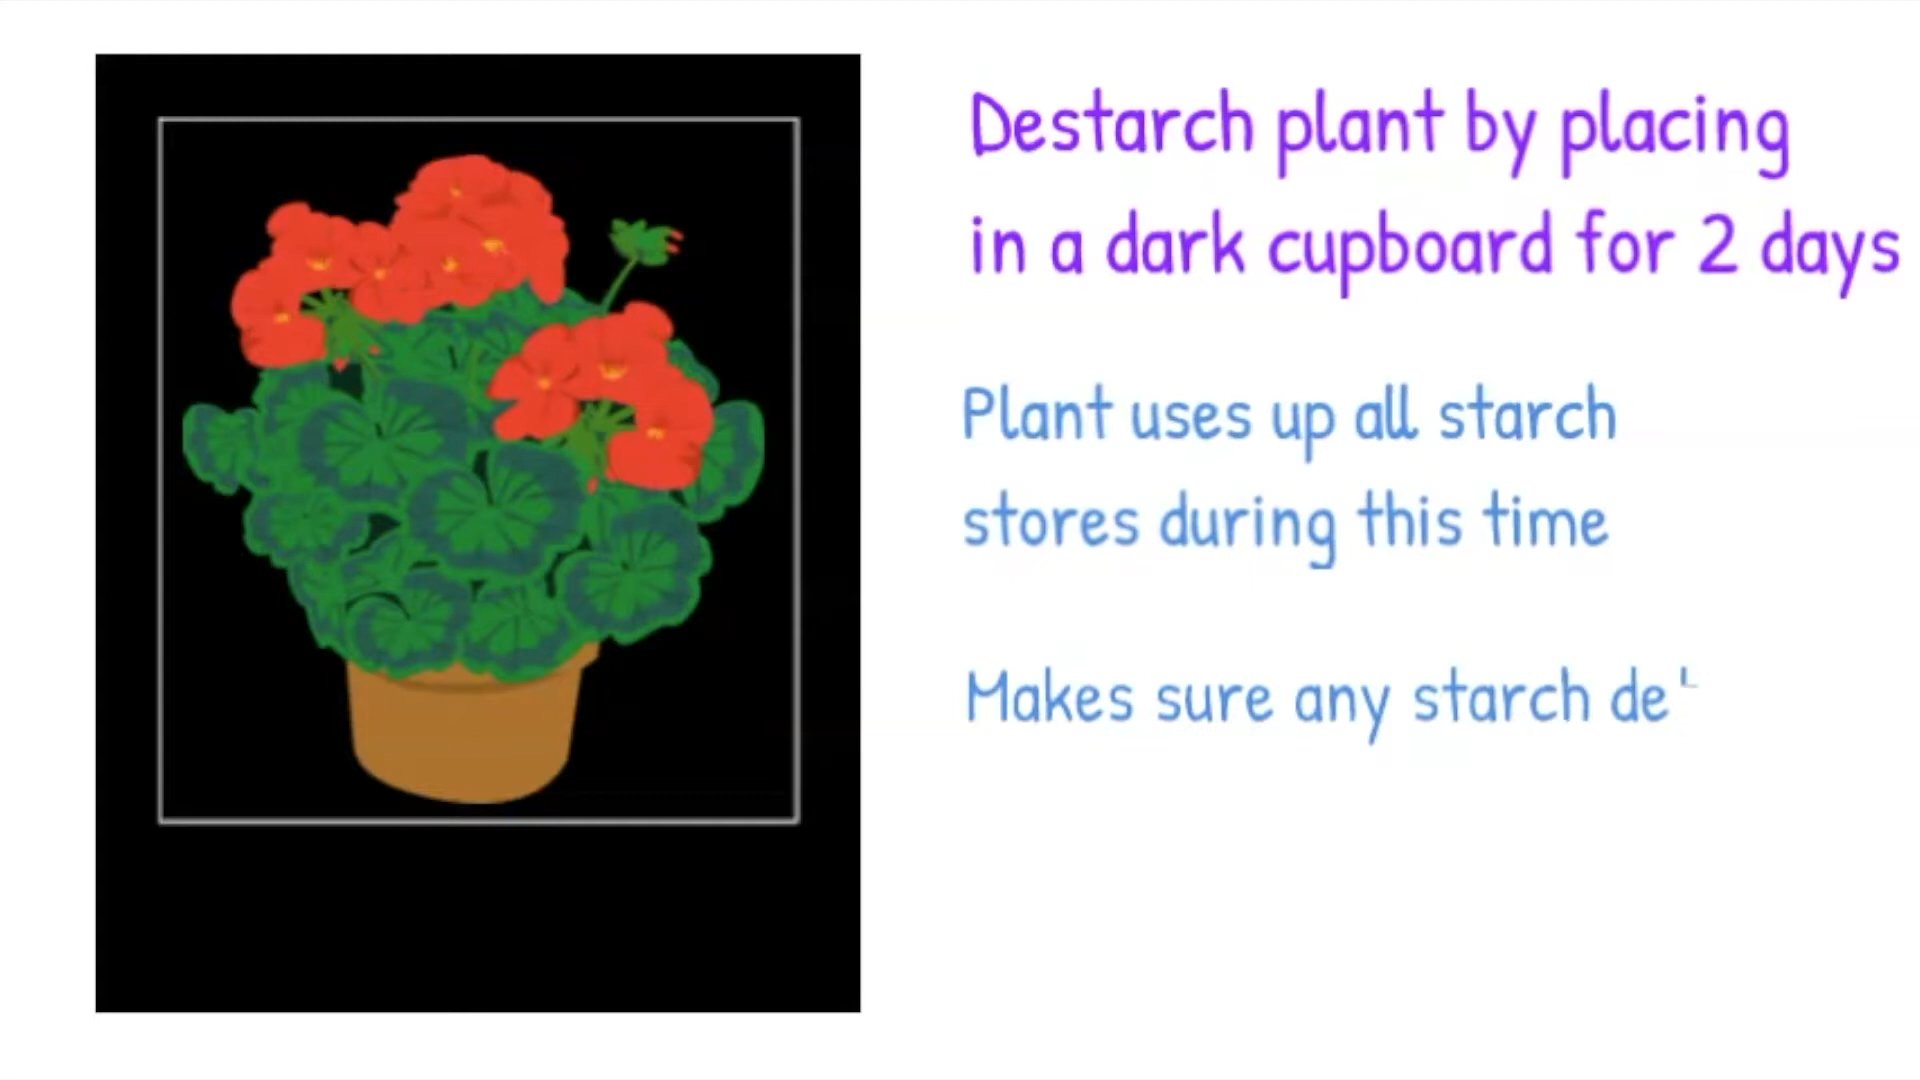 Destarch plant by placing
in a dark cupboard for 2 days
Plant uses up all starch
stores during this time
Makes sure any starch de